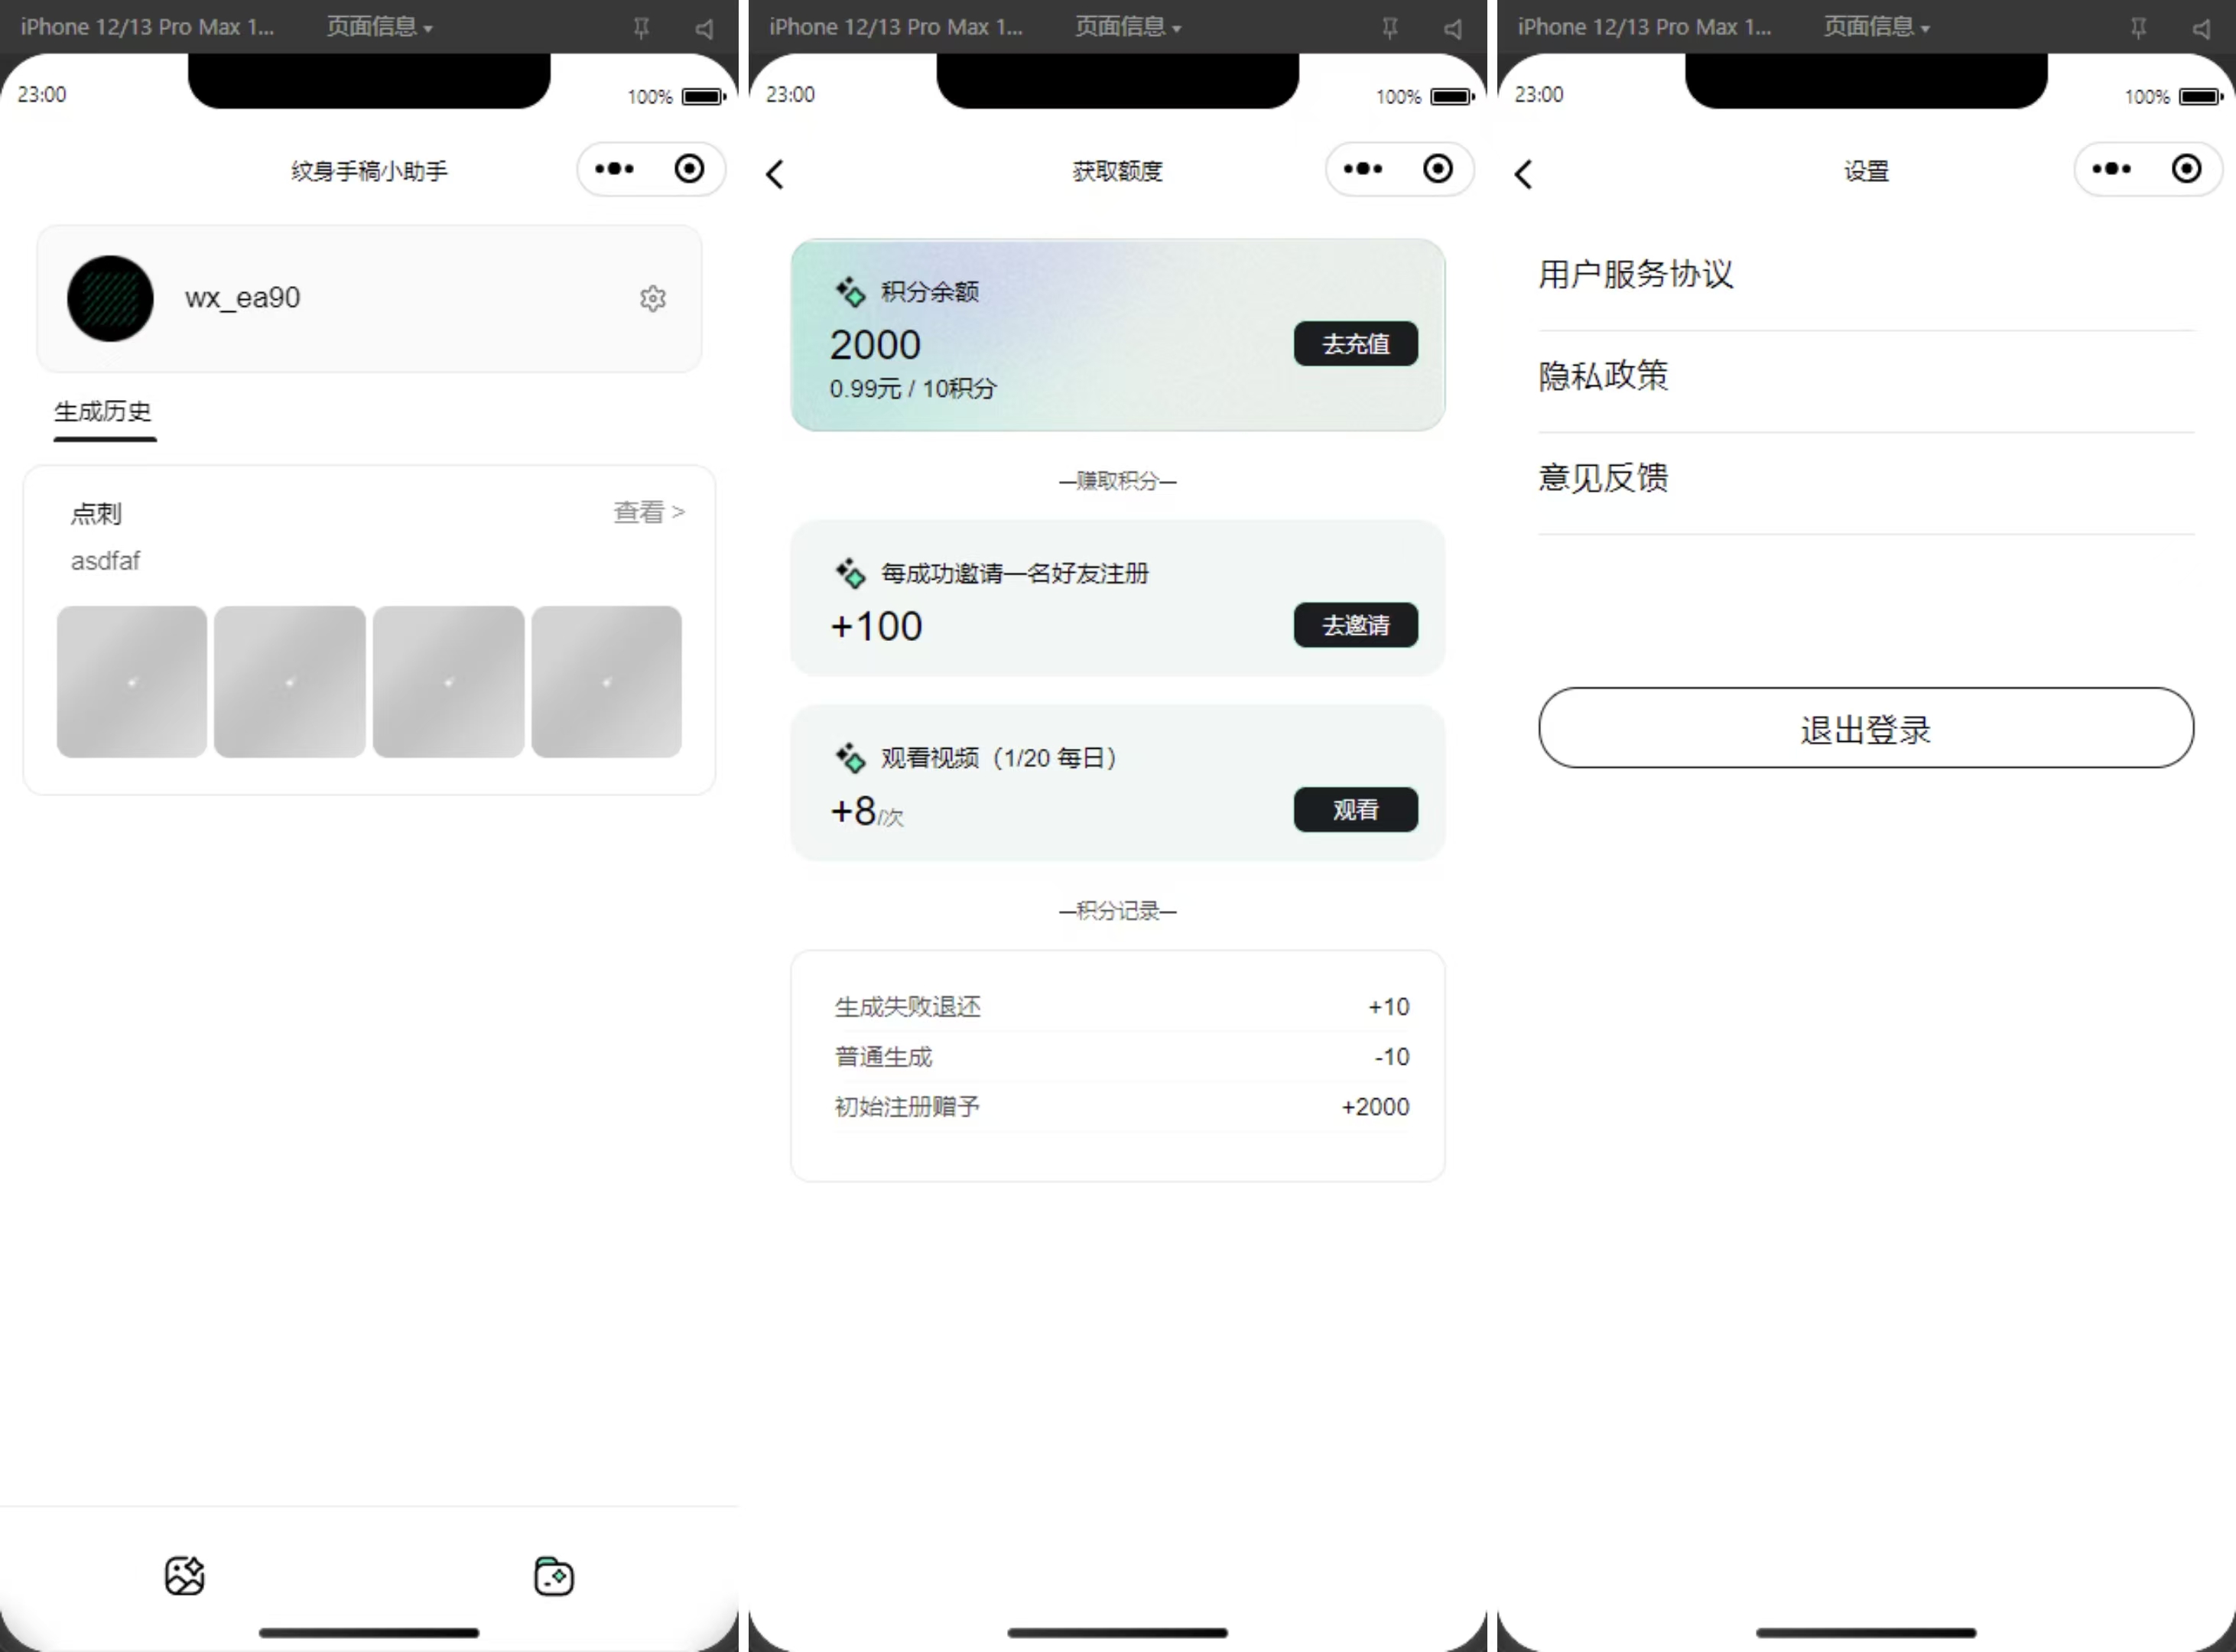 iPhone 12/13 Pro Max 1... 页面信息
23:00 100%
纹身手稿小助手
wx_ea90
生成历史
点刺 查看 >
asdfaf
iPhone 12/13 Pro Max 1... 页面信息
23:00 100%
获取额度
积分余额
2000
去充值
0.99元 / 10积分
—赚取积分—
每成功邀请一名好友注册
+100 去邀请
观看视频（1/20 每日）
+8/次 观看
—积分记录—
生成失败退还 +10
普通生成 -10
初始注册赠予 +2000
iPhone 12/13 Pro Max 1... 页面信息
23:00 100%
设置
用户服务协议
隐私政策
意见反馈
退出登录